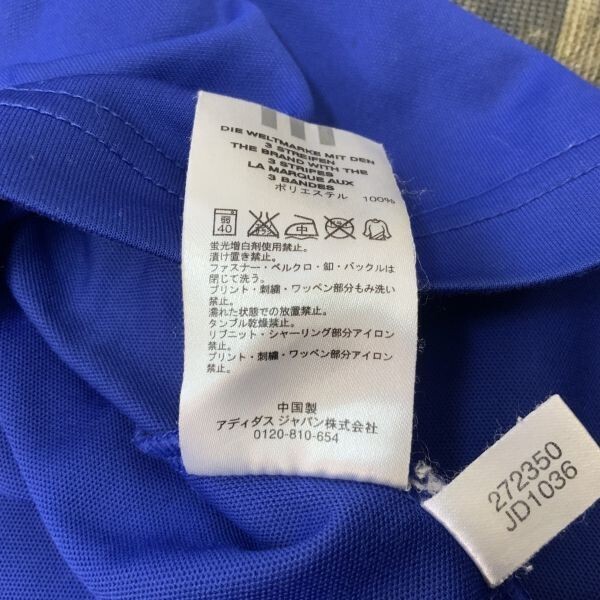 DIE WELTMARKE MIT DEN
3 STREIFEN
THE BRAND WITH THE
3 STRIPES
LA MARQUE AUX
3 BANDES
ポリエステル 100%
弱
40
中
蛍光増白剤使用禁止。
漬け置き禁止。
ファスナー・ベルクロ・釦・バックルは
閉じて洗う。
プリント・刺繍・ワッペン部分もみ洗い
禁止。
濡れた状態での放置禁止。
タンブル乾燥禁止。
リブニット・シャーリング部分アイロン
禁止。
プリント・刺繍・ワッペン部分アイロン
禁止。
中国製
アディダス ジャパン株式会社
0120-810-654
272350
JD1036